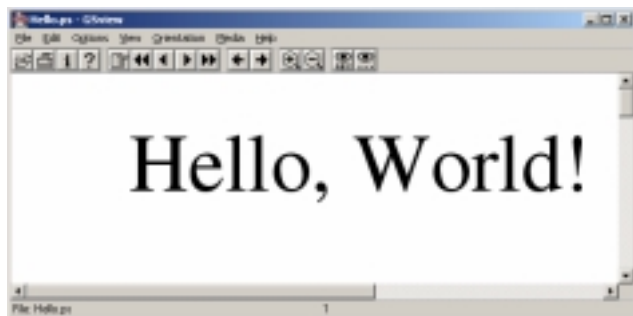 Hello.ps - GSview
File Edit Options View Orientation Media Help
Hello, World!
File: Hello.ps 1